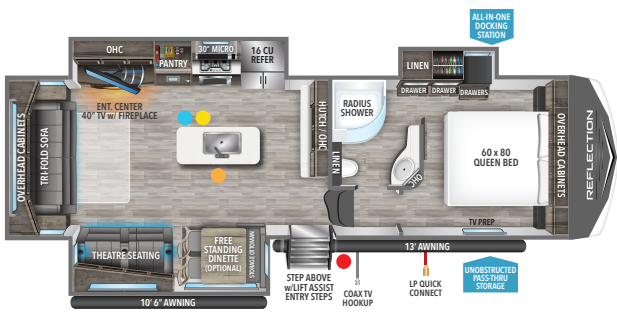 ALL-IN-ONE
DOCKING
STATION
OHC
PANTRY
30" MICRO
16 CU
REFER
LINEN
DRAWER
DRAWER
DRAWERS
ENT. CENTER
40" TV w/ FIREPLACE
OVERHEAD CABINETS
TRI-FOLD SOFA
HUTCH / OHC
RADIUS
SHOWER
LINEN
OHC
60 x 80
QUEEN BED
OVERHEAD CABINETS
REFLECTION
TV PREP
THEATRE SEATING
FREE
STANDING
DINETTE
(OPTIONAL)
WINDOW AWNING
13' AWNING
10' 6" AWNING
STEP ABOVE
w/LIFT ASSIST
ENTRY STEPS
COAX TV
HOOKUP
LP QUICK
CONNECT
UNOBSTRUCTED
PASS-THRU
STORAGE